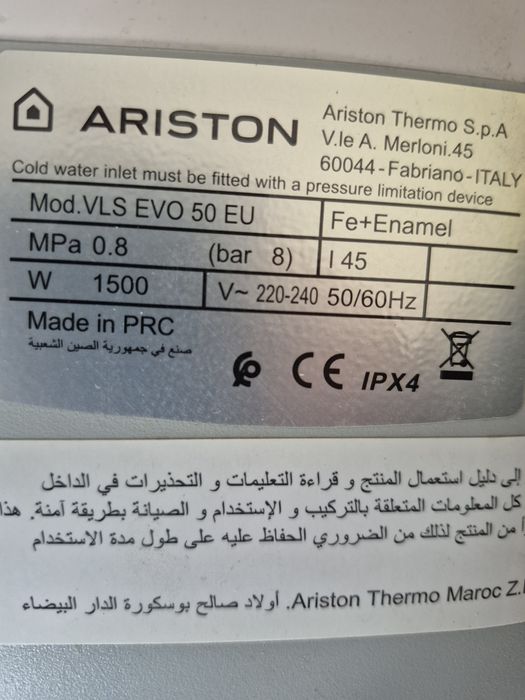 ARISTON
Ariston Thermo S.p.A
V.le A. Merloni.45
60044 - Fabriano - ITALY
Cold water inlet must be fitted with a pressure limitation device
Mod.VLS EVO 50 EU
Fe+Enamel
MPa 0.8 (bar 8)
l 45
W 1500
V~ 220-240 50/60Hz
Made in PRC
صنع في جمهورية الصين الشعبية
CE IPX4
إلى دليل استعمال المنتج و قراءة التعليمات و التحذيرات في الداخل
كل المعلومات المتعلقة بالتركيب و الإستخدام و الصيانة بطريقة آمنة. هذا
من المنتج لذلك من الضروري الحفاظ عليه على طول مدة الاستخدام
Ariston Thermo Maroc Z.I. أولاد صالح بوسكورة الدار البيضاء